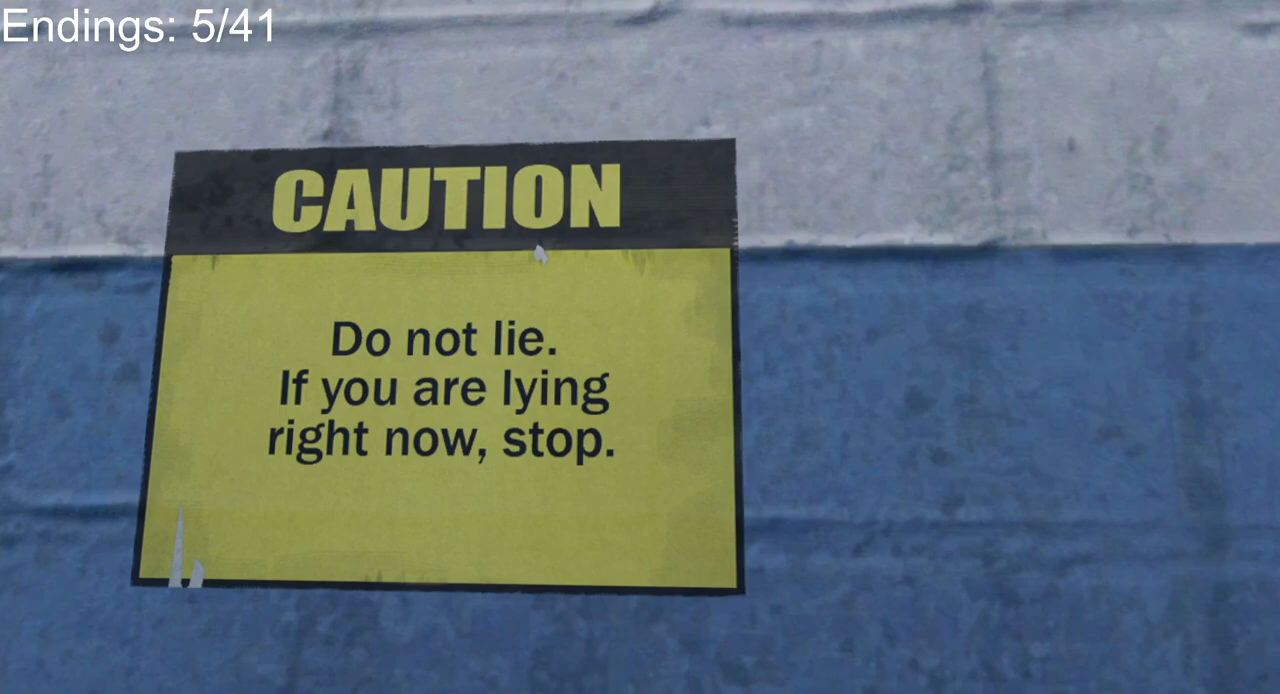 Endings: 5/41
CAUTION
Do not lie.
If you are lying
right now, stop.